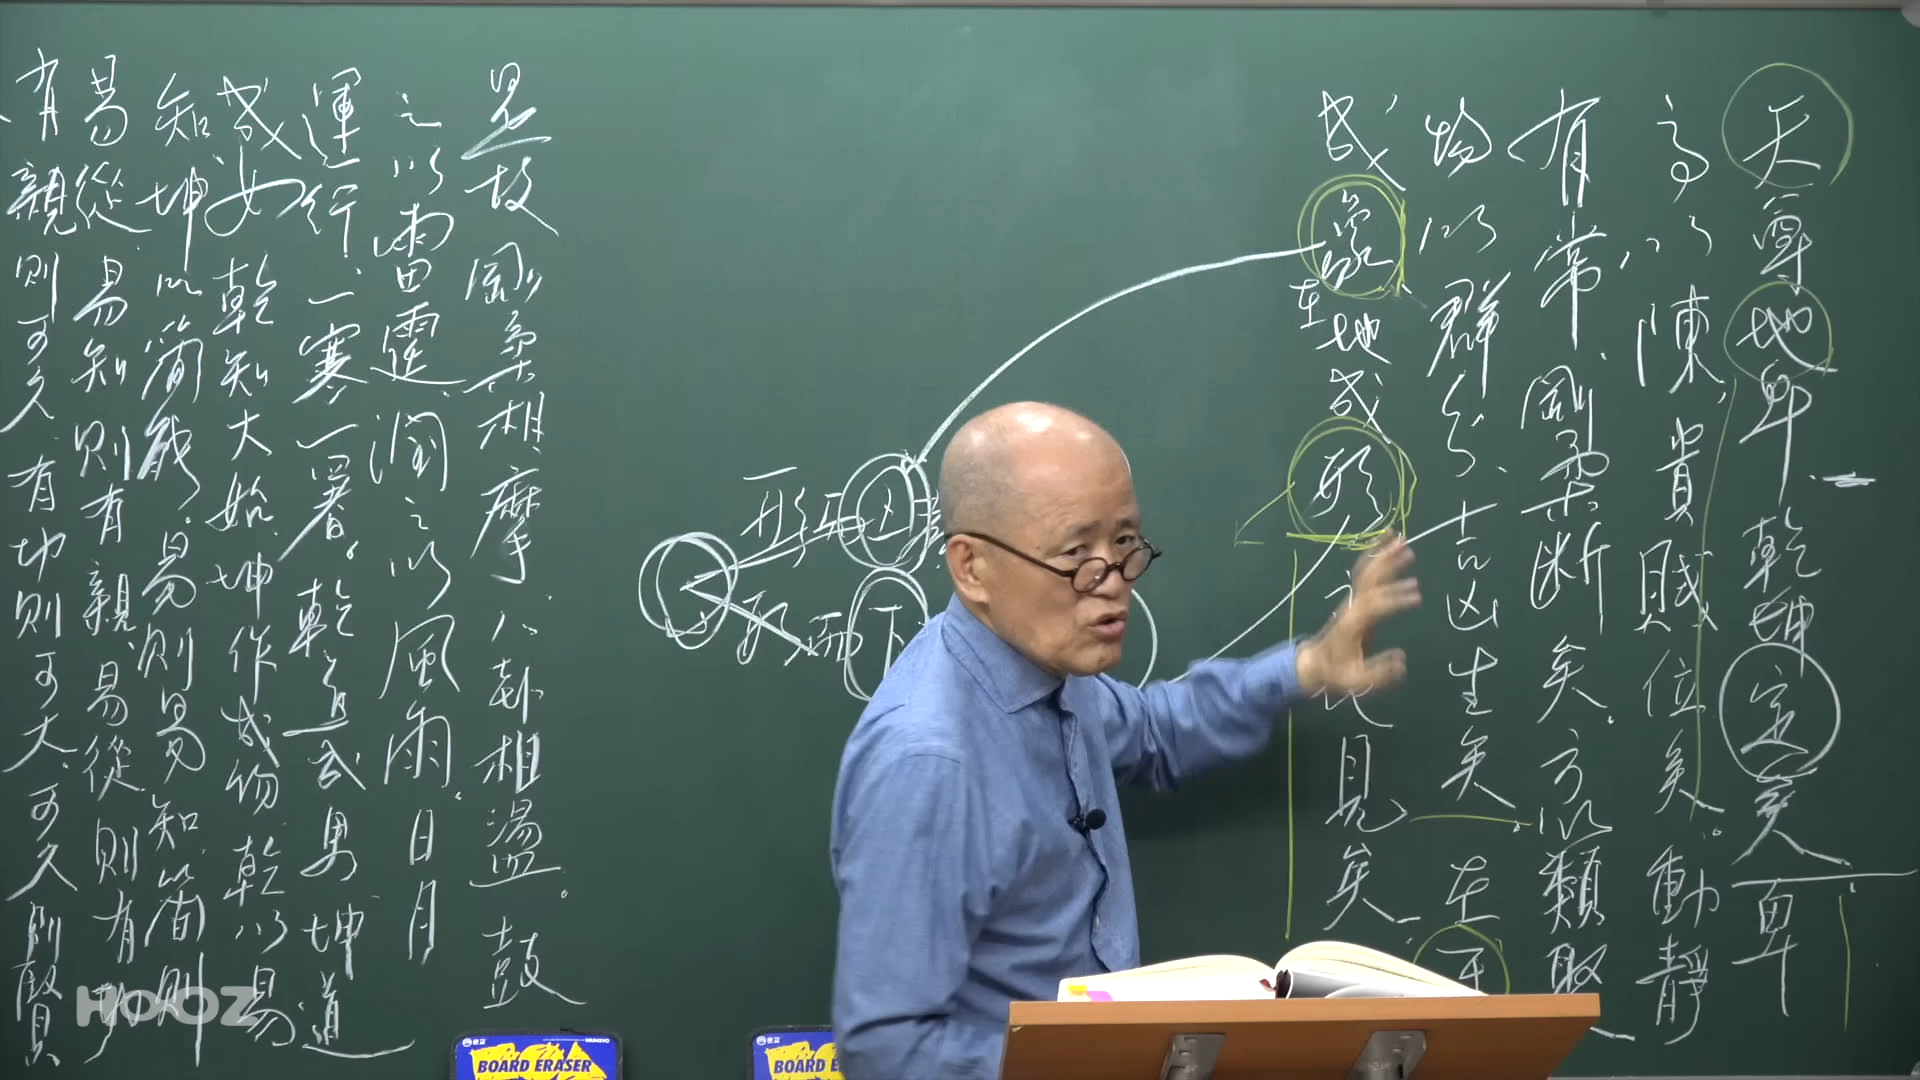 天尊地卑. 乾坤定矣. 卑
高以陳, 貴賤位矣. 動靜
有常. 剛柔斷矣. 方以類聚
物以群分. 吉凶生矣. 在天
成象 在地成形 化見矣.
形而上
形而下
是故剛柔相摩. 八卦相盪. 鼓
之以雷霆. 潤之以風雨. 日月
運行. 一寒一暑. 乾道成男 坤道
成女 乾知大始 坤作成物 乾以易
知 坤以簡能. 易則易知 簡則
易從. 易知則有親. 易從則有功
有親則可久 有功則可大. 可久則賢
HOOZ
BOARD ERASER
BOARD E